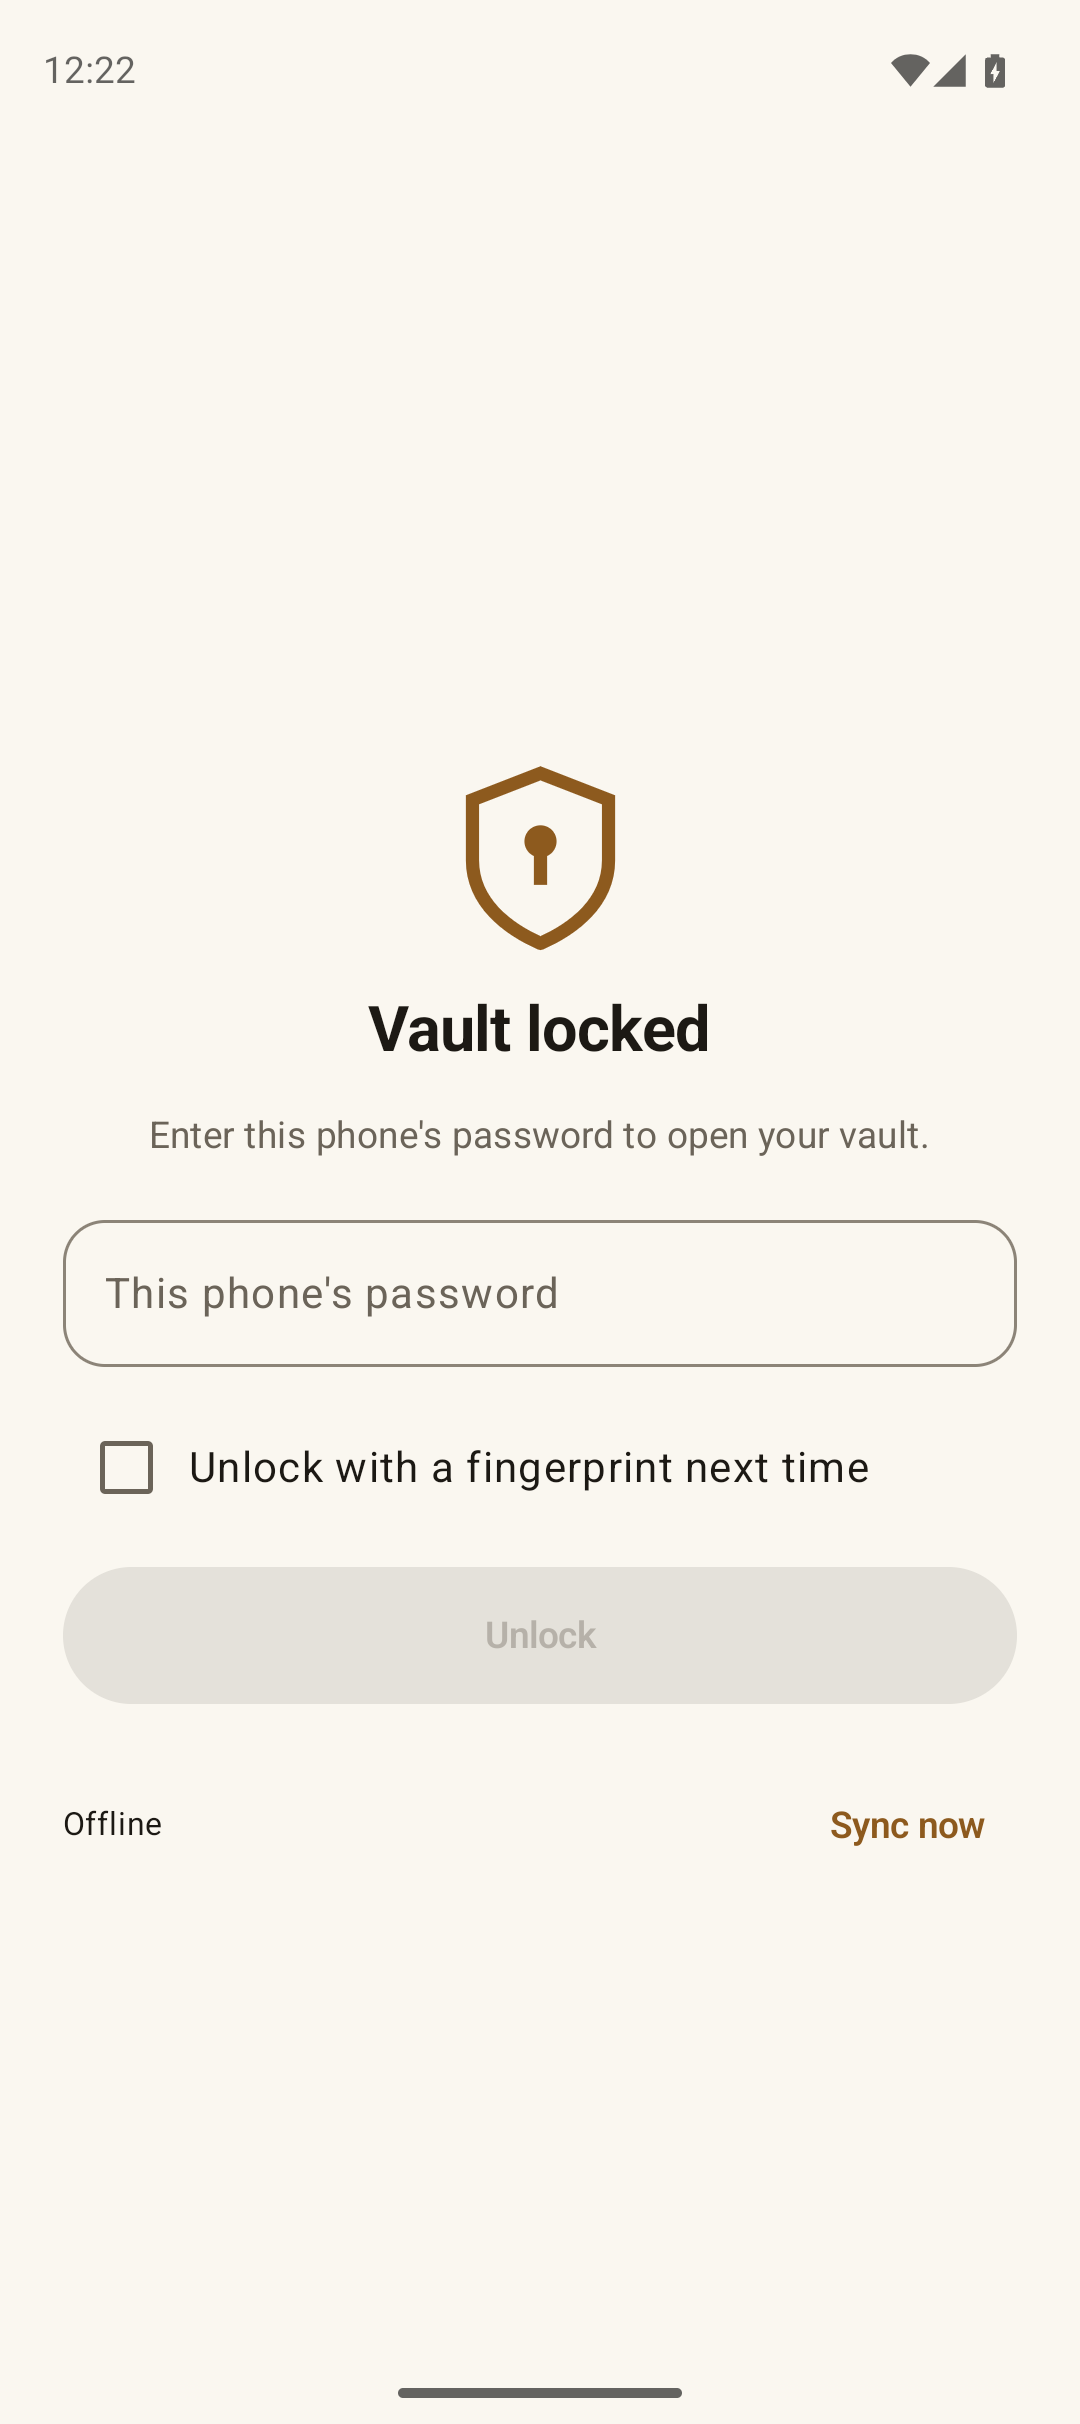 12:22
Vault locked
Enter this phone's password to open your vault.
This phone's password
Unlock with a fingerprint next time
Unlock
Offline
Sync now